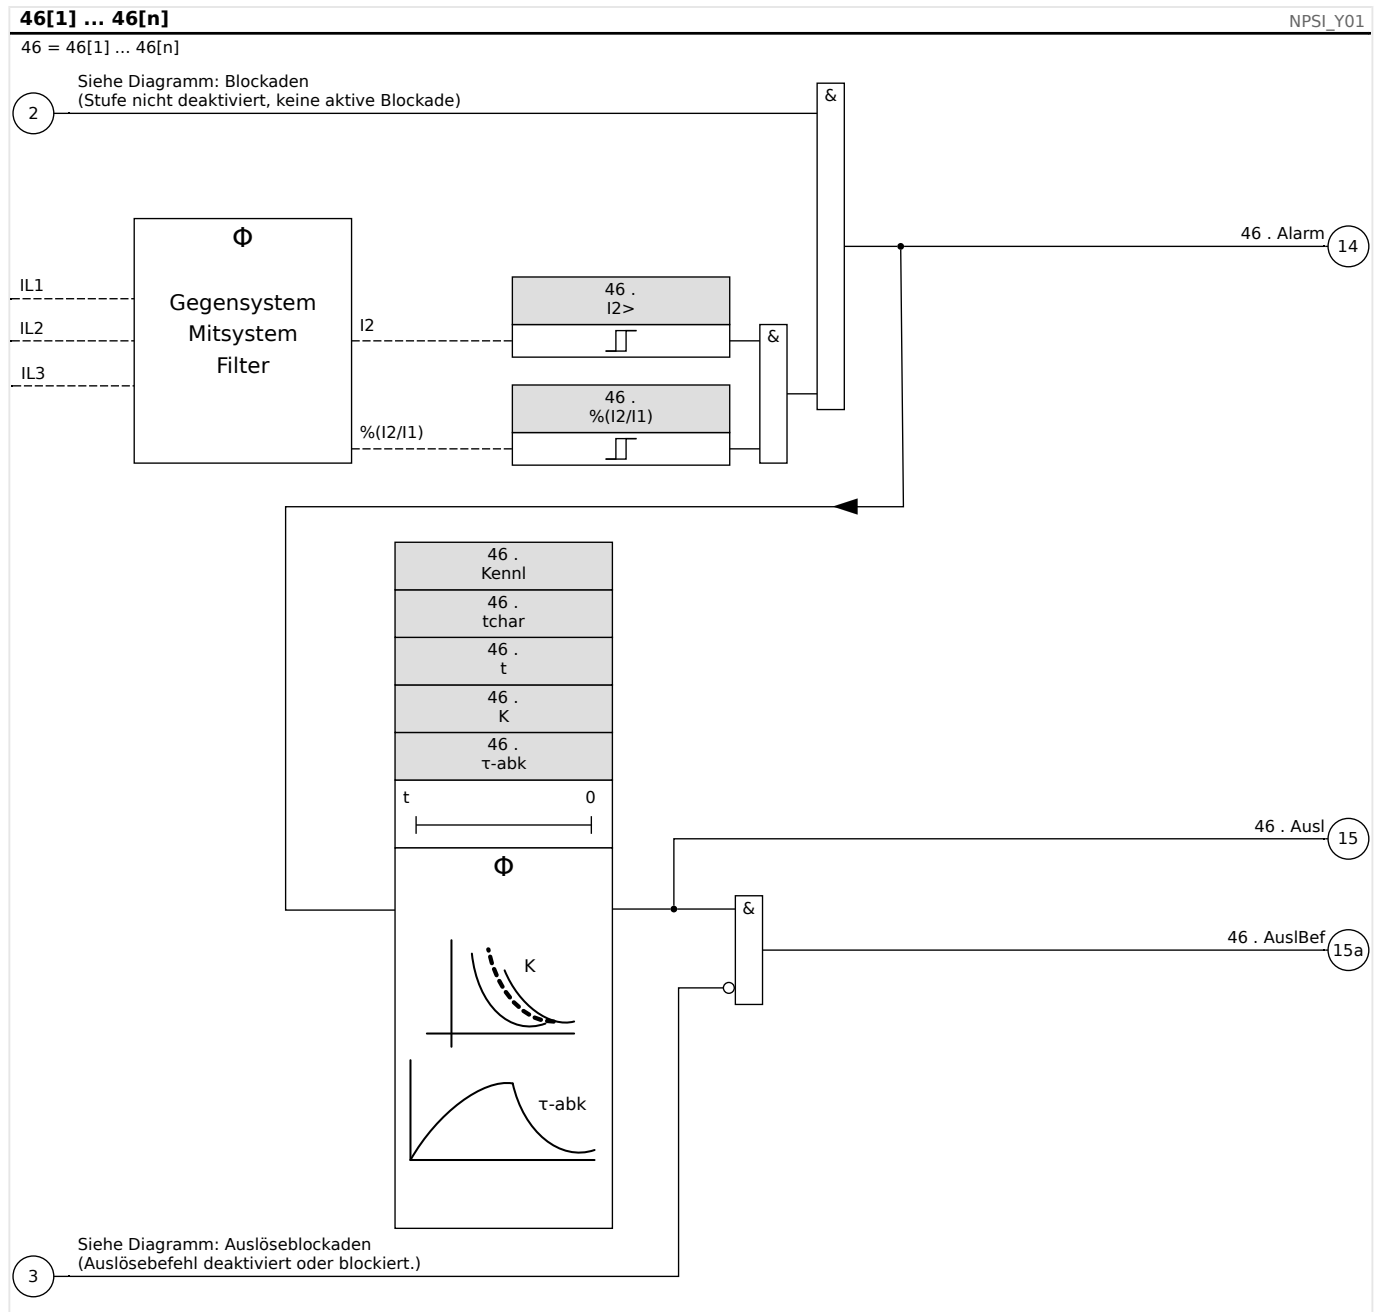 46[1] ... 46[n]
NPSI_Y01
46 = 46[1] ... 46[n]
Siehe Diagramm: Blockaden
(Stufe nicht deaktiviert, keine aktive Blockade)
2
&
46 . Alarm
14
Φ
Gegensystem
Mitsystem
Filter
IL1
IL2
IL3
I2
%(I2/I1)
46 .
I2>
46 .
%(I2/I1)
&
46 .
Kennl
46 .
tchar
46 .
t
46 .
K
46 .
τ-abk
t
0
Φ
K
τ-abk
46 . Ausl
15
&
46 . AuslBef
15a
Siehe Diagramm: Auslöseblockaden
(Auslösebefehl deaktiviert oder blockiert.)
3